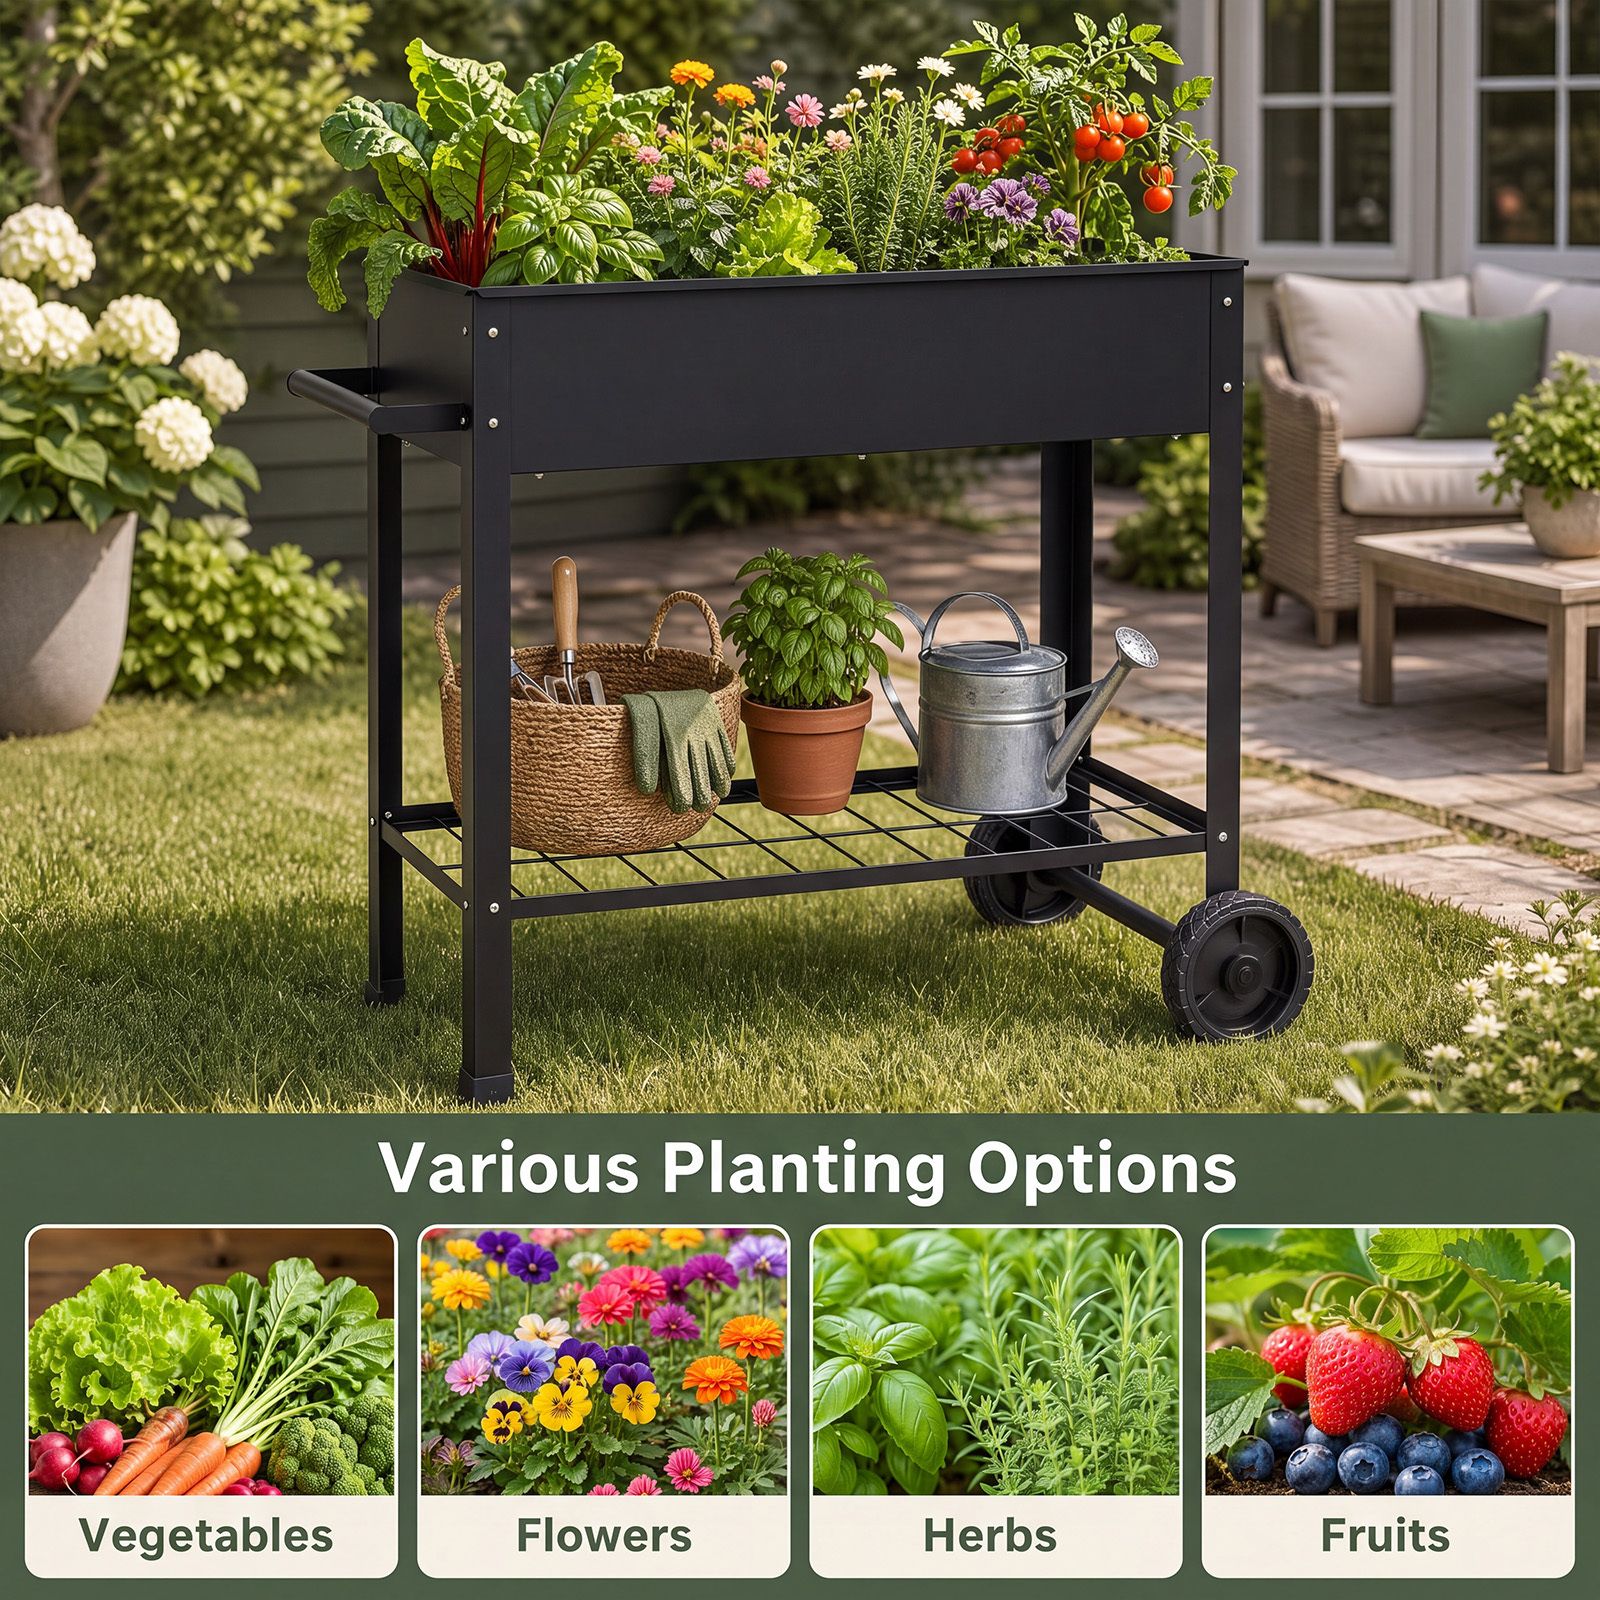 Various Planting Options
Vegetables
Flowers
Herbs
Fruits